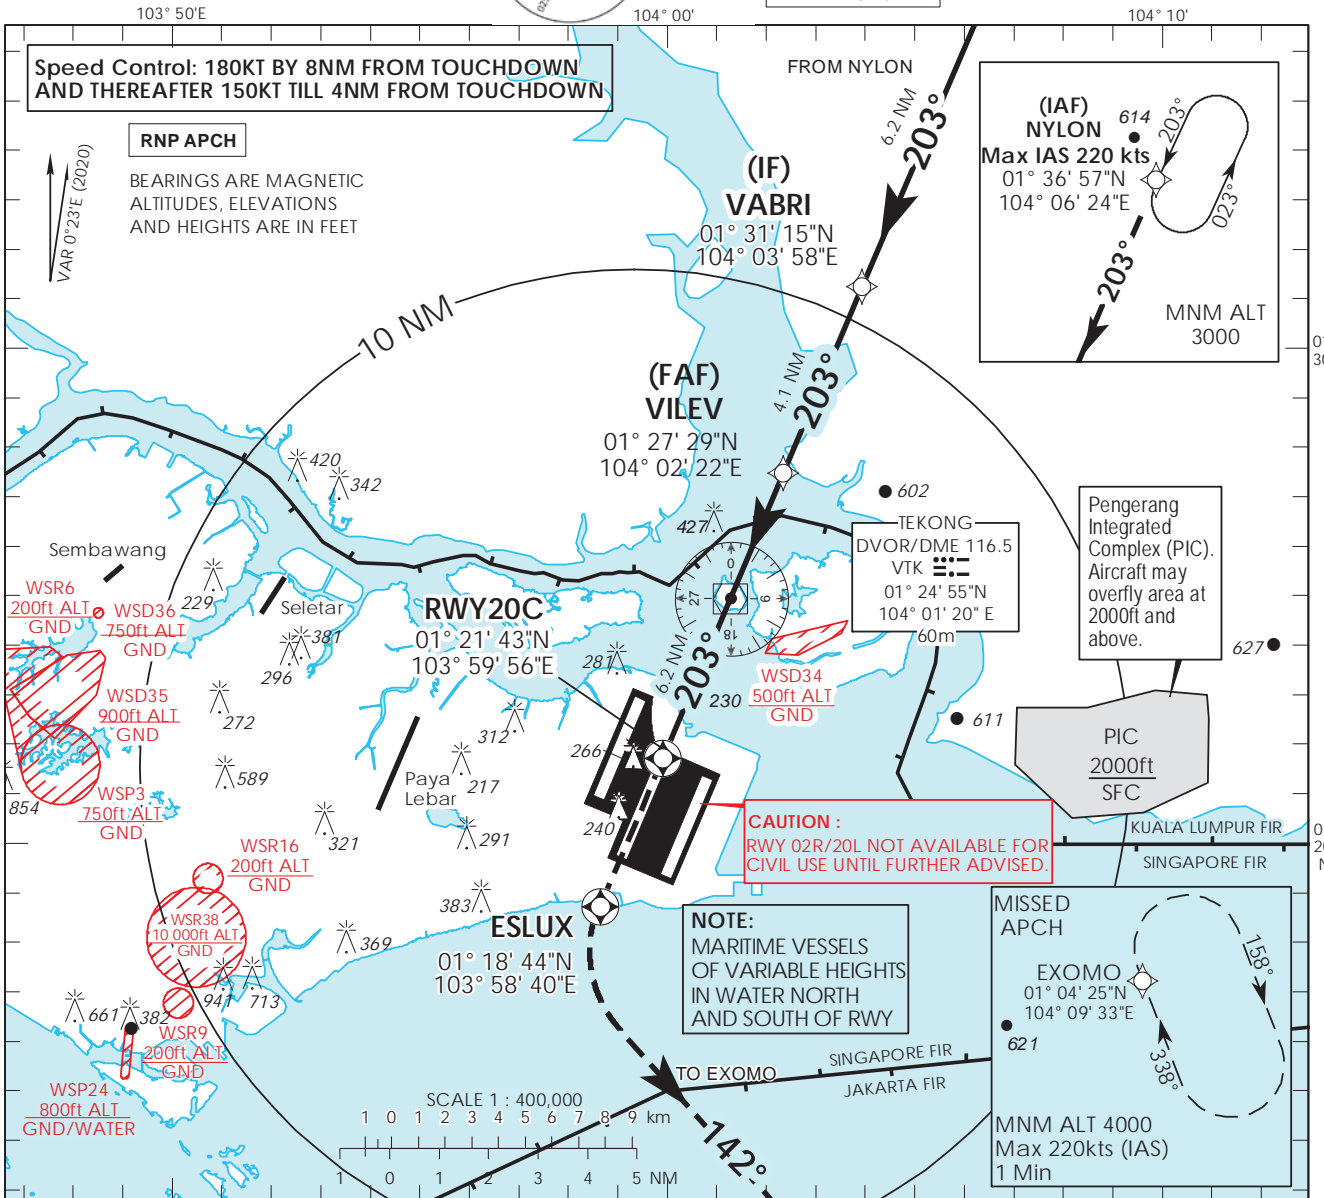 103° 50'E
104° 00'
104° 10'
Speed Control: 180KT BY 8NM FROM TOUCHDOWN
AND THEREAFTER 150KT TILL 4NM FROM TOUCHDOWN
RNP APCH
BEARINGS ARE MAGNETIC
ALTITUDES, ELEVATIONS
AND HEIGHTS ARE IN FEET
VAR 0°23'E (2020)
FROM NYLON
6.2 NM
203°
(IAF)
NYLON
Max IAS 220 kts
01° 36' 57"N
104° 06' 24"E
614
203°
023°
203°
MNM ALT
3000
(IF)
VABRI
01° 31' 15"N
104° 03' 58"E
10 NM
4.1 NM
203°
(FAF)
VILEV
01° 27' 29"N
104° 02' 22"E
420
342
427
602
TEKONG
DVOR/DME 116.5
VTK
01° 24' 55"N
104° 01' 20" E
60m
0
9
18
27
Pengerang
Integrated
Complex (PIC).
Aircraft may
overfly area at
2000ft and
above.
627
611
PIC
2000ft
SFC
Sembawang
WSR6
200ft ALT
GND
WSD36
750ft ALT
GND
229
Seletar
381
296
RWY20C
01° 21' 43"N
103° 59' 56"E
281
6.2 NM
203°
230
WSD34
500ft ALT
GND
WSD35
900ft ALT
GND
272
312
266
589
Paya
Lebar
217
854
WSP3
750ft ALT
GND
321
291
240
CAUTION :
RWY 02R/20L NOT AVAILABLE FOR
CIVIL USE UNTIL FURTHER ADVISED.
KUALA LUMPUR FIR
SINGAPORE FIR
WSR16
200ft ALT
GND
383
WSR38
10 000ft ALT
GND
369
ESLUX
01° 18' 44"N
103° 58' 40"E
NOTE:
MARITIME VESSELS
OF VARIABLE HEIGHTS
IN WATER NORTH
AND SOUTH OF RWY
MISSED
APCH
EXOMO
01° 04' 25"N
104° 09' 33"E
158°
338°
621
MNM ALT 4000
Max 220kts (IAS)
1 Min
941
713
661
382
WSR9
200ft ALT
GND
WSP24
800ft ALT
GND/WATER
TO EXOMO
SINGAPORE FIR
JAKARTA FIR
142°
SCALE 1 : 400,000
1 0 1 2 3 4 5 6 7 8 9 km
1 0 1 2 3 4 5 NM